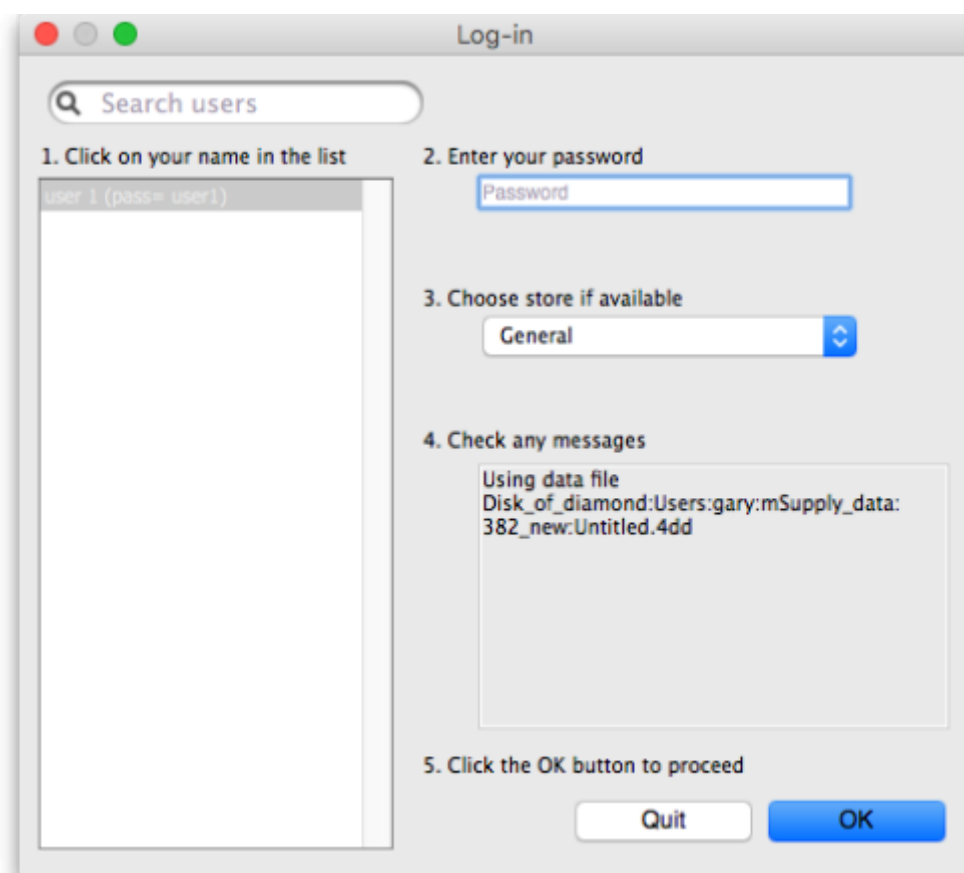 Log-in
Search users
1. Click on your name in the list
user 1 (pass= user1)
2. Enter your password
Password
3. Choose store if available
General
4. Check any messages
Using data file
Disk_of_diamond:Users:gary:mSupply_data:
382_new:Untitled.4dd
5. Click the OK button to proceed
Quit
OK